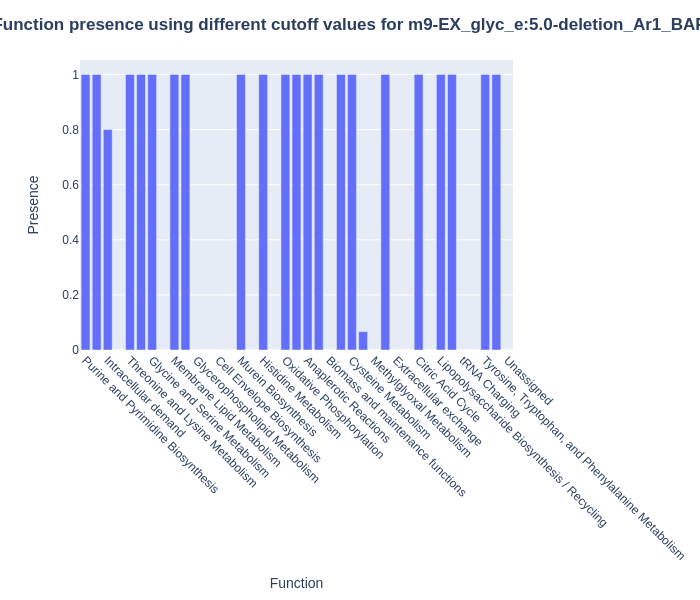 Function presence using different cutoff values for m9-EX_glyc_e:5.0-deletion_Ar1_BAR
Presence
1
0.8
0.6
0.4
0.2
0
Purine and Pyrimidine Biosynthesis
Intracellular demand
Threonine and Lysine Metabolism
Glycine and Serine Metabolism
Membrane Lipid Metabolism
Glycerophospholipid Metabolism
Cell Envelope Biosynthesis
Murein Biosynthesis
Histidine Metabolism
Oxidative Phosphorylation
Anaplerotic Reactions
Biomass and maintenance functions
Cysteine Metabolism
Methylglyoxal Metabolism
Extracellular exchange
Citric Acid Cycle
Lipopolysaccharide Biosynthesis / Recycling
tRNA Charging
Tyrosine, Tryptophan, and Phenylalanine Metabolism
Unassigned
Function